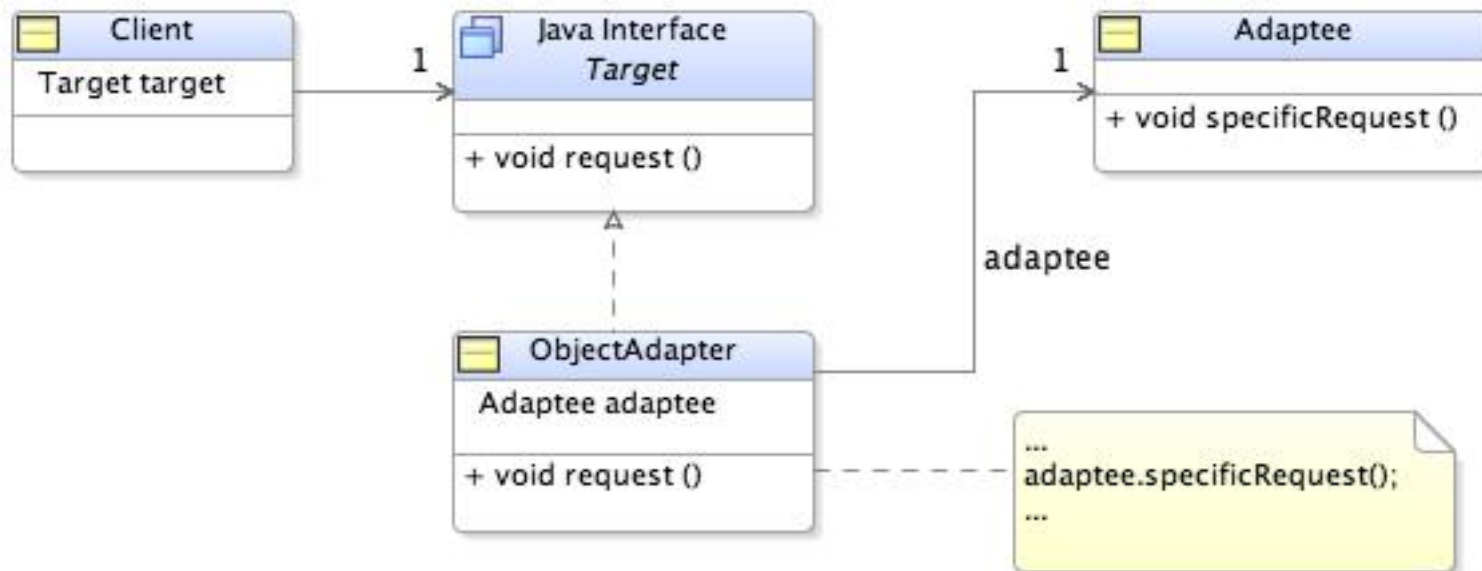 Client
Target target
1
Java Interface
Target
+ void request ()
1
Adaptee
+ void specificRequest ()
adaptee
ObjectAdapter
Adaptee adaptee
+ void request ()
...
adaptee.specificRequest();
...